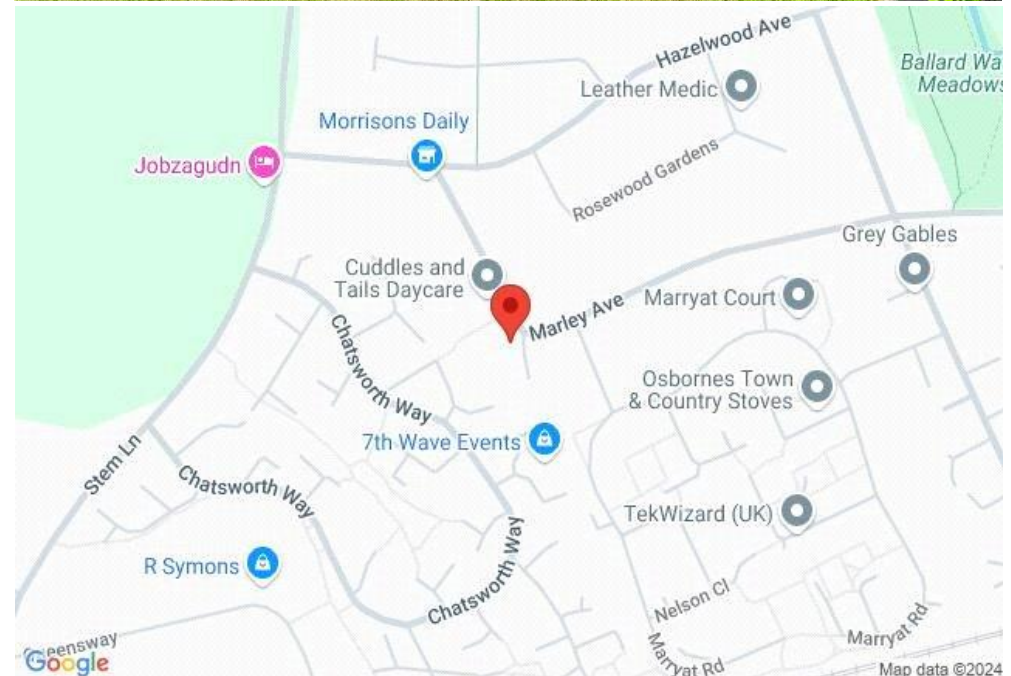 Hazelwood Ave
Ballard Wa
Meadows
Leather Medic
Morrisons Daily
Jobzagudn
Rosewood Gardens
Grey Gables
Cuddles and
Tails Daycare
Marley Ave
Marryat Court
Chatsworth Way
Osbornes Town
& Country Stoves
7th Wave Events
Stem Ln
Chatsworth Way
TekWizard (UK)
R Symons
Chatsworth Way
Nelson Cl
Marryat Rd
Marryat Rd
eensway
Google
Map data ©2024